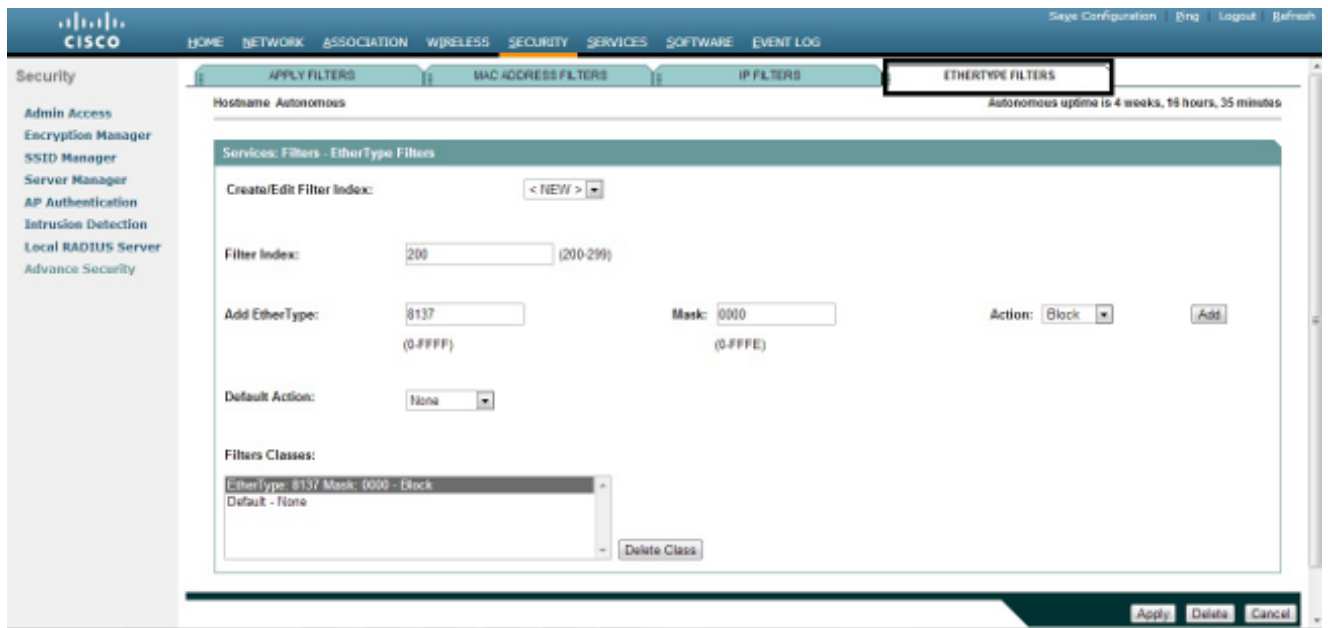 Save Configuration Ping Logout Refresh
CISCO
HOME NETWORK ASSOCIATION WIRELESS SECURITY SERVICES SOFTWARE EVENT LOG
Security
APPLY FILTERS MAC ADDRESS FILTERS IP FILTERS ETHERTYPE FILTERS
Hostname Autonomous Autonomous uptime is 4 weeks, 16 hours, 35 minutes
Admin Access
Encryption Manager
SSID Manager
Server Manager
AP Authentication
Intrusion Detection
Local RADIUS Server
Advance Security
Services: Filters - EtherType Filters
Create/Edit Filter Index: < NEW >
Filter Index: 200 (200-299)
Add EtherType: 8137 Mask: 0000 Action: Block Add
(0-FFFF) (0-FFFE)
Default Action: None
Filters Classes:
EtherType: 8137 Mask: 0000 - Block
Default - None
Delete Class
Apply Delete Cancel